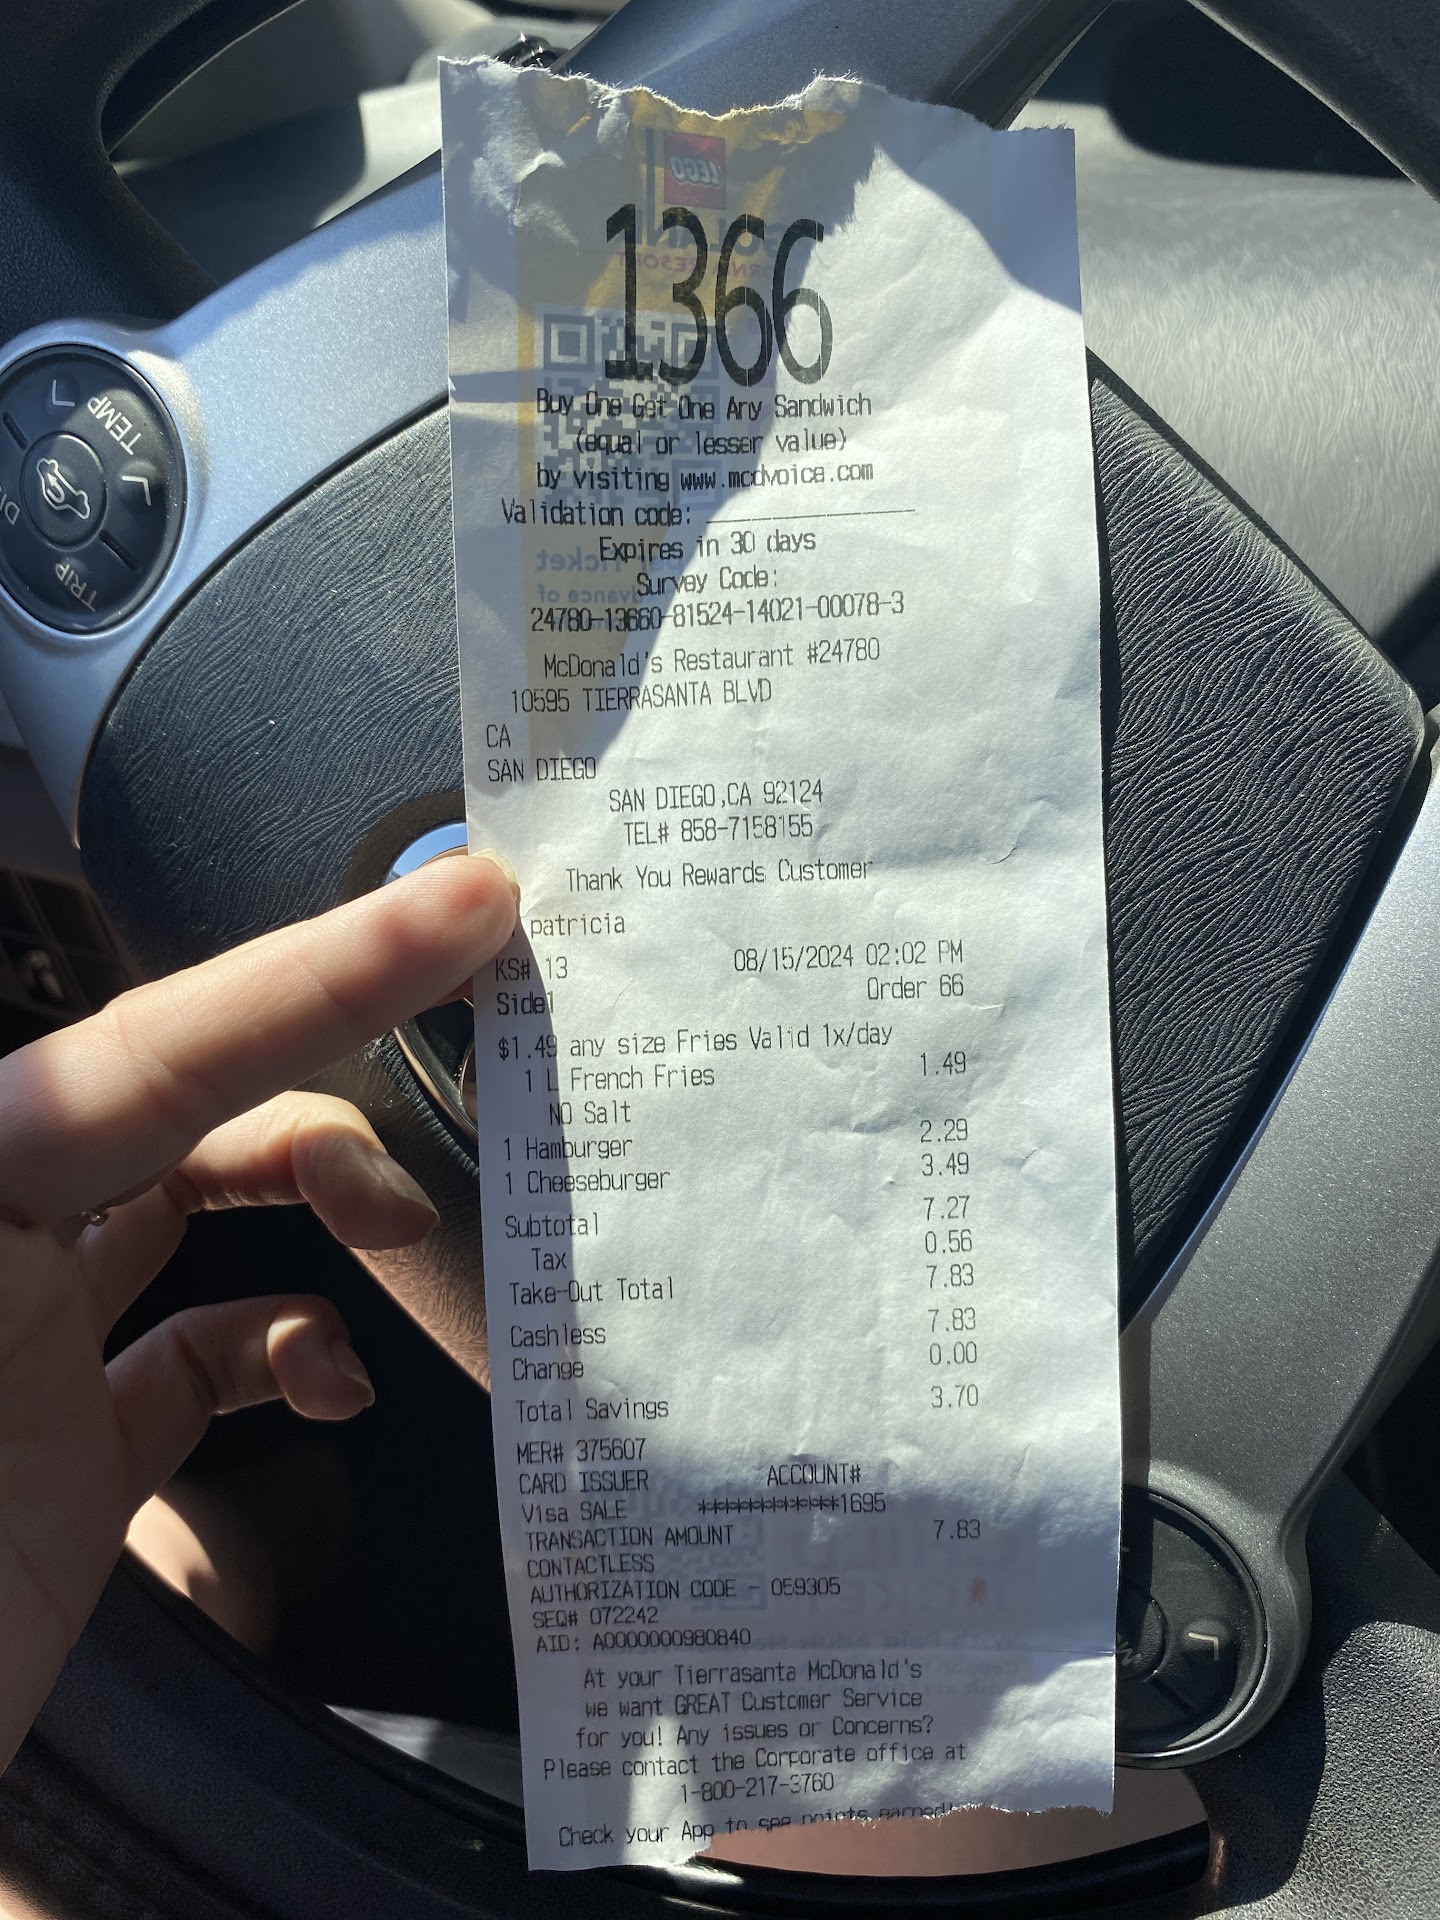 LEGO
1366
Buy One Get One Any Sandwich
(equal or lesser value)
by visiting www.mcdvoice.com
Validation code: _______________
Expires in 30 days
Survey Code:
24780-13660-81524-14021-00078-3
McDonald's Restaurant #24780
10595 TIERRASANTA BLVD
CA
SAN DIEGO
SAN DIEGO,CA 92124
TEL# 858-7158155
Thank You Rewards Customer
patricia
KS# 13 08/15/2024 02:02 PM
Side1 Order 66
$1.49 any size Fries Valid 1x/day
1 L French Fries 1.49
NO Salt
1 Hamburger 2.29
1 Cheeseburger 3.49
Subtotal 7.27
Tax 0.56
Take-Out Total 7.83
Cashless 7.83
Change 0.00
Total Savings 3.70
MER# 375607
CARD ISSUER ACCOUNT#
Visa SALE ************1695
TRANSACTION AMOUNT 7.83
CONTACTLESS
AUTHORIZATION CODE - 059305
SEQ# 072242
AID: A0000000980840
At your Tierrasanta McDonald's
we want GREAT Customer Service
for you! Any issues or Concerns?
Please contact the Corporate office at
1-800-217-3760
Check your App to see points earned!
TEMP
TRIP